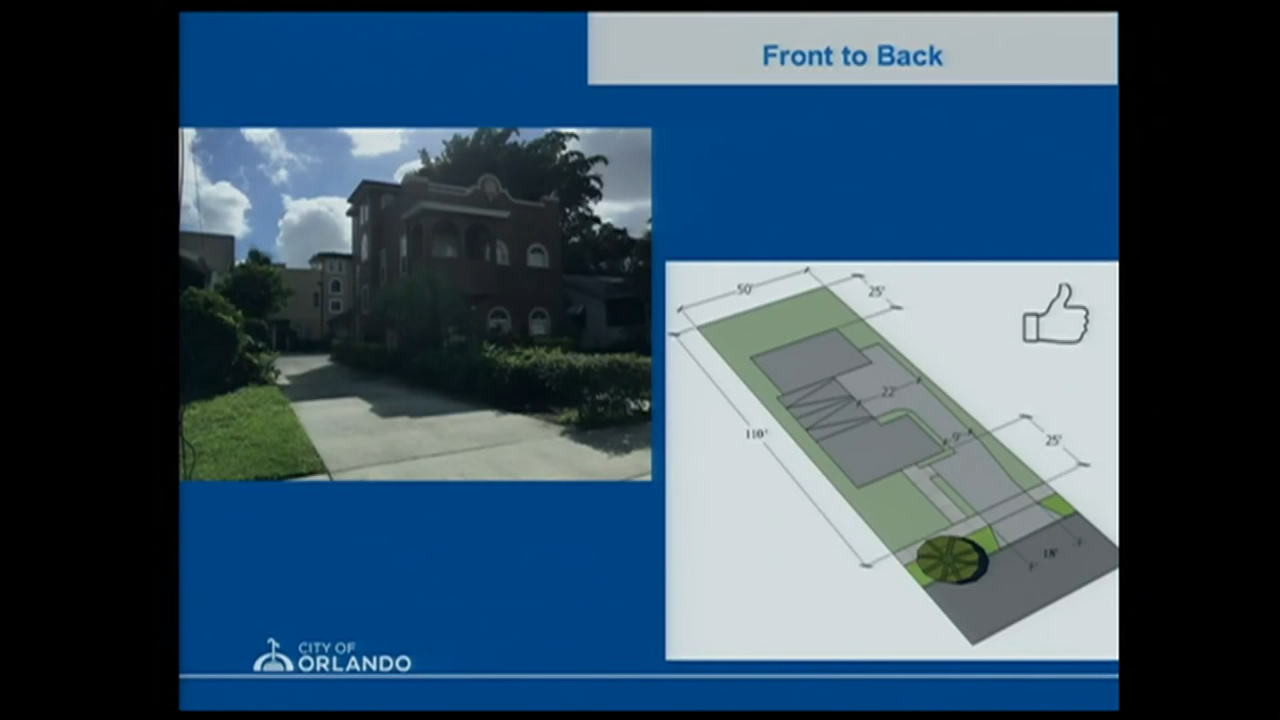 Front to Back
50'
25'
22'
9'
110'
25'
18'
CITY OF
ORLANDO